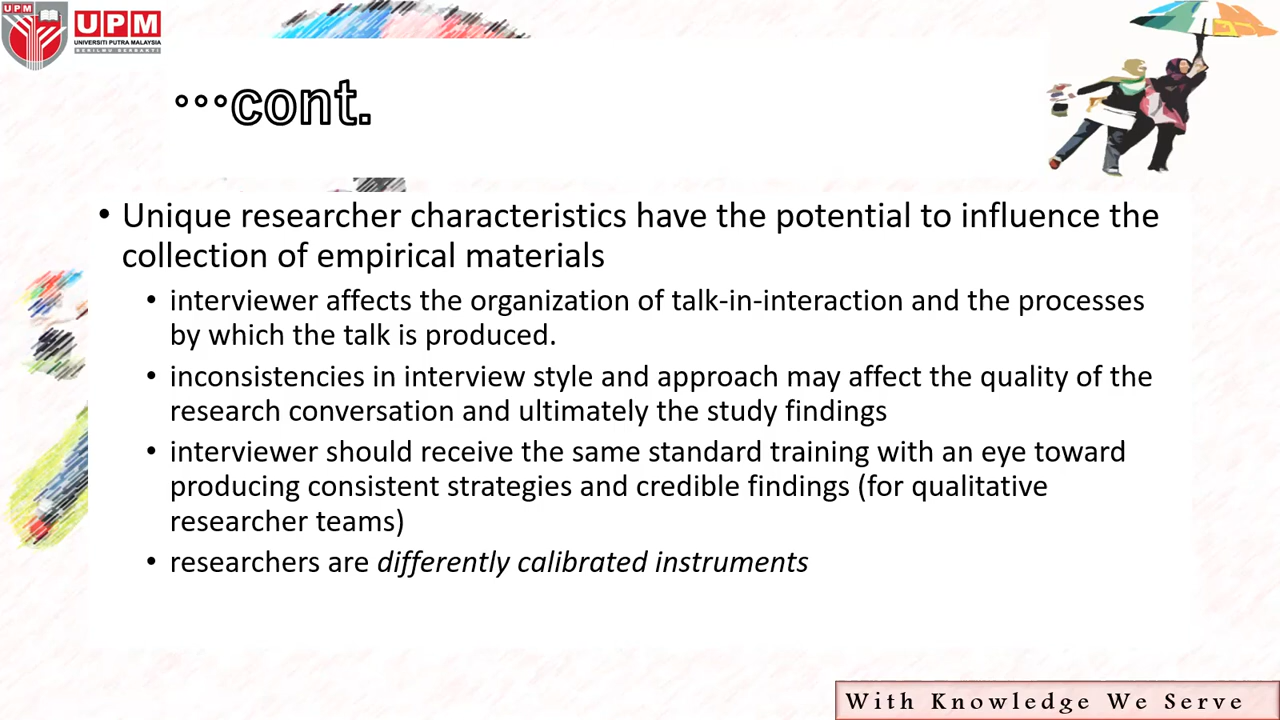 UPM
UPM
UNIVERSITI PUTRA MALAYSIA
BERILMU BERBAKTI
…cont.
• Unique researcher characteristics have the potential to influence the
collection of empirical materials
• interviewer affects the organization of talk-in-interaction and the processes
by which the talk is produced.
• inconsistencies in interview style and approach may affect the quality of the
research conversation and ultimately the study findings
• interviewer should receive the same standard training with an eye toward
producing consistent strategies and credible findings (for qualitative
researcher teams)
• researchers are differently calibrated instruments
With Knowledge We Serve